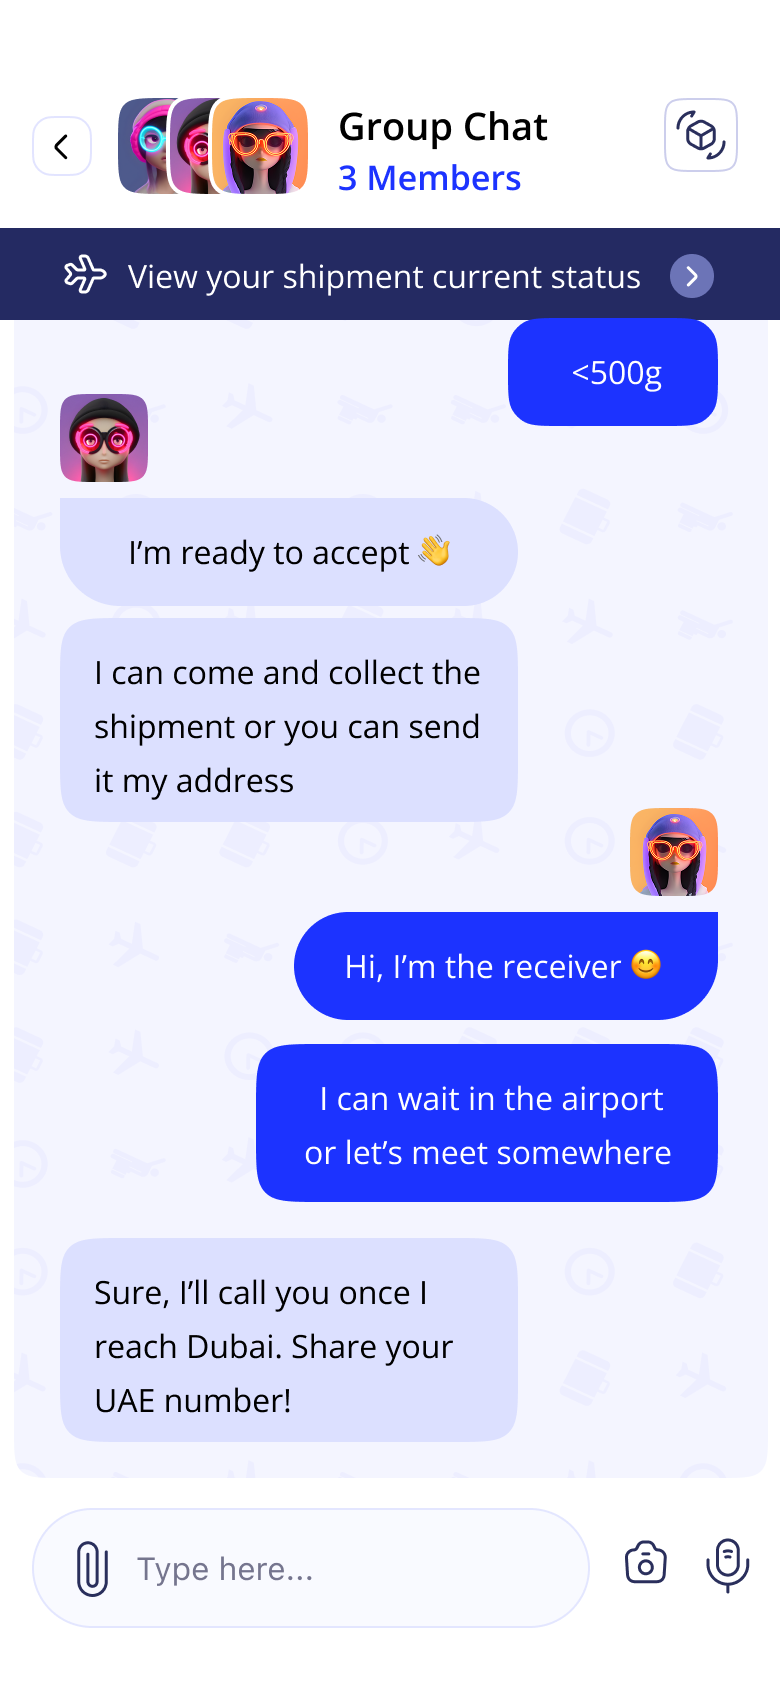 Group Chat
3 Members
View your shipment current status
<500g
I’m ready to accept 👋
I can come and collect the
shipment or you can send
it my address
Hi, I’m the receiver 😊
I can wait in the airport
or let’s meet somewhere
Sure, I’ll call you once I
reach Dubai. Share your
UAE number!
Type here...